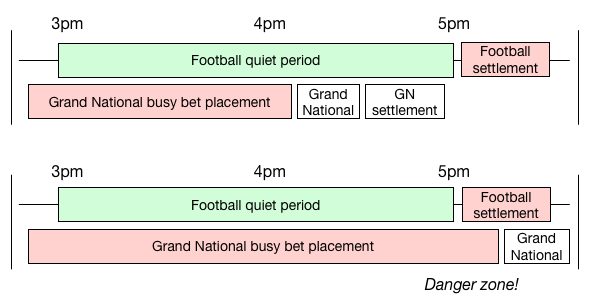 3pm 4pm 5pm
Football quiet period
Football
settlement
Grand National busy bet placement
Grand
National
GN
settlement
3pm 4pm 5pm
Football quiet period
Football
settlement
Grand National busy bet placement
Grand
National
Danger zone!